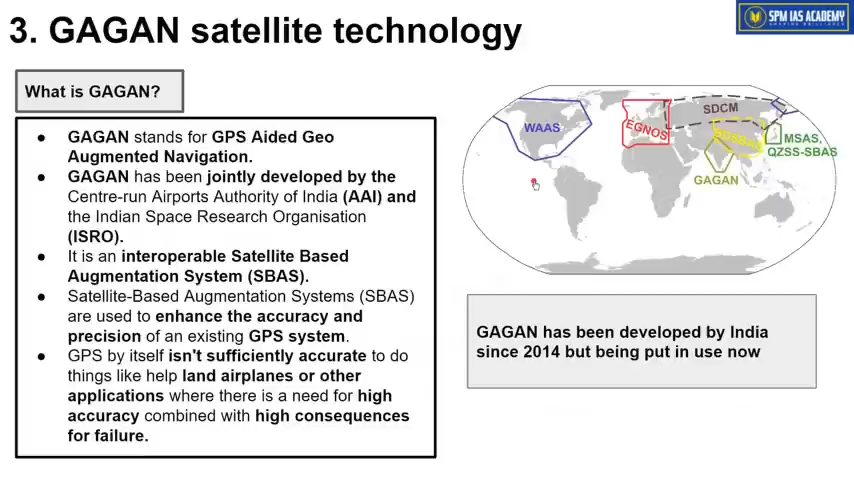 3. GAGAN satellite technology
SPM IAS ACADEMY
What is GAGAN?
● GAGAN stands for GPS Aided Geo
Augmented Navigation.
● GAGAN has been jointly developed by the
Centre-run Airports Authority of India (AAI) and
the Indian Space Research Organisation
(ISRO).
● It is an interoperable Satellite Based
Augmentation System (SBAS).
● Satellite-Based Augmentation Systems (SBAS)
are used to enhance the accuracy and
precision of an existing GPS system.
● GPS by itself isn't sufficiently accurate to do
things like help land airplanes or other
applications where there is a need for high
accuracy combined with high consequences
for failure.
WAAS
EGNOS
SDCM
MSAS,
QZSS-SBAS
GAGAN
GAGAN has been developed by India
since 2014 but being put in use now